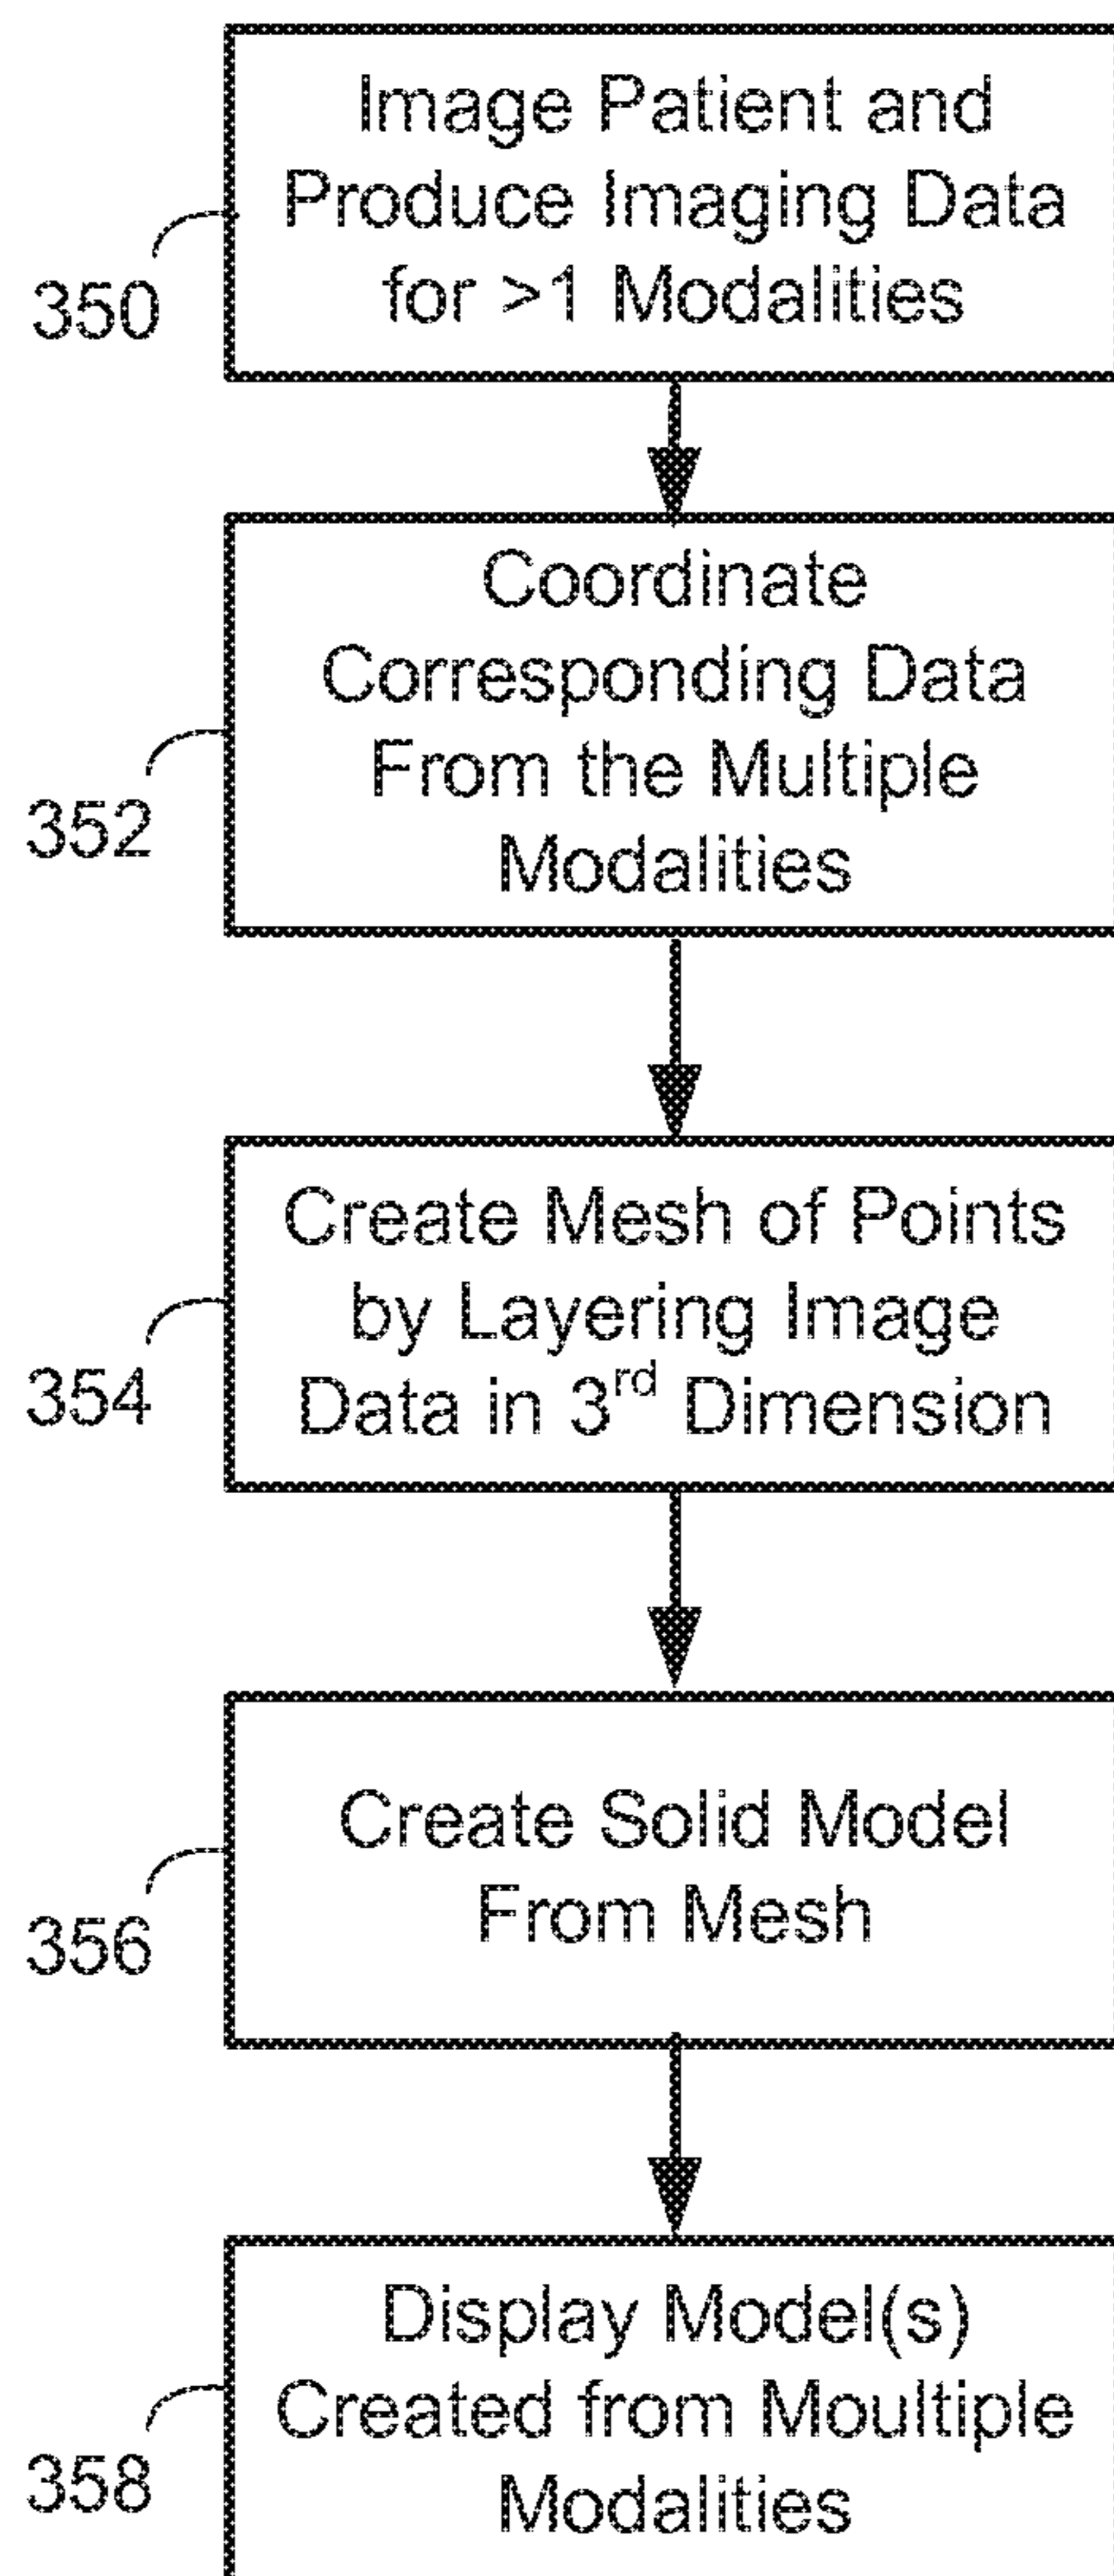 Image Patient and
Produce Imaging Data
for >1 Modalities
350
Coordinate
Corresponding Data
From the Multiple
Modalities
352
Create Mesh of Points
by Layering Image
Data in 3rd Dimension
354
Create Solid Model
From Mesh
356
Display Model(s)
Created from Moultiple
Modalities
358